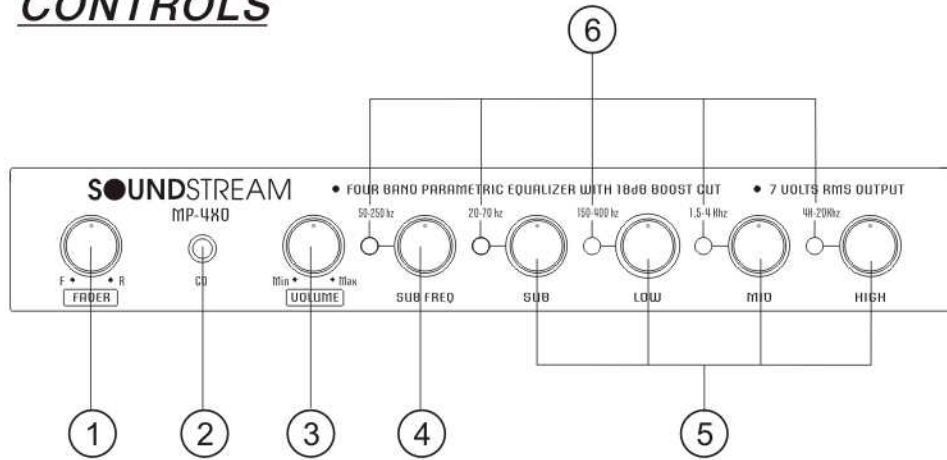 CONTROLS
6
SOUNDSTREAM • FOUR BAND PARAMETRIC EQUALIZER WITH 18dB BOOST CUT • 7 VOLTS RMS OUTPUT
MP-4XO 50-250 hz 20-70 hz 150-400 hz 1.5-4 Khz 4K-20Khz
F R CD Min Max
FADER VOLUME SUB FREQ SUB LOW MID HIGH
1 2 3 4 5